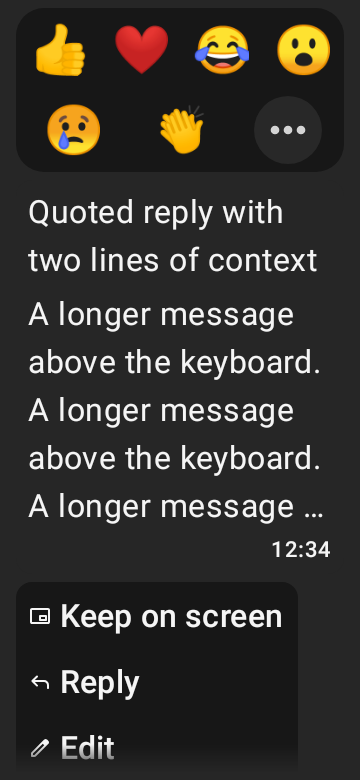 Quoted reply with
two lines of context
A longer message
above the keyboard.
A longer message
above the keyboard.
A longer message …
12:34
Keep on screen
Reply
Edit